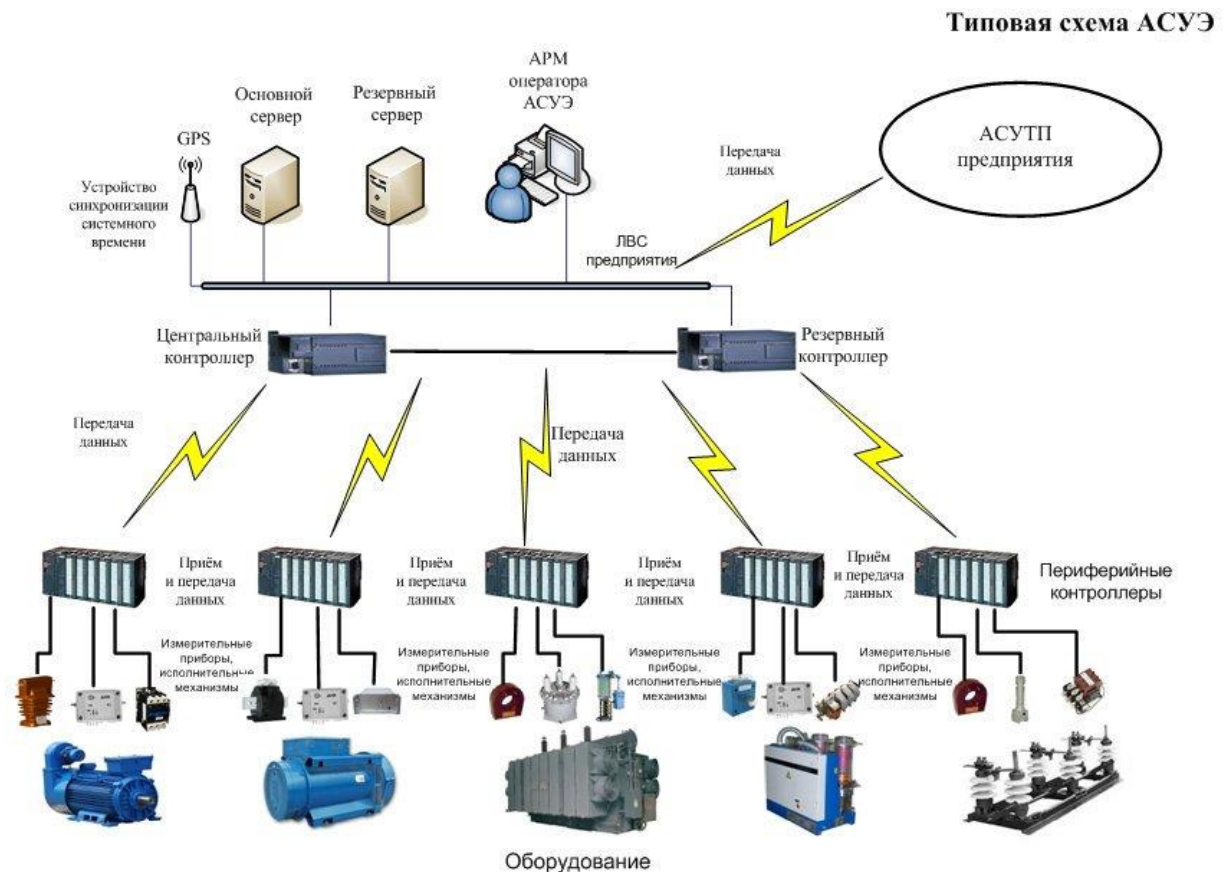 Типовая схема АСУЭ
АРМ
оператора
АСУЭ
Основной
сервер
Резервный
сервер
GPS
Устройство
синхронизации
системного
времени
Передача
данных
АСУТП
предприятия
ЛВС
предприятия
Центральный
контроллер
Резервный
контроллер
Передача
данных
Передача
данных
Приём
и передача
данных
Приём
и передача
данных
Приём
и передача
данных
Приём
и передача
данных
Периферийные
контроллеры
Измерительные
приборы,
исполнительные
механизмы
Измерительные
приборы,
исполнительные
механизмы
Измерительные
приборы,
исполнительные
механизмы
Измерительные
приборы,
исполнительные
механизмы
Оборудование